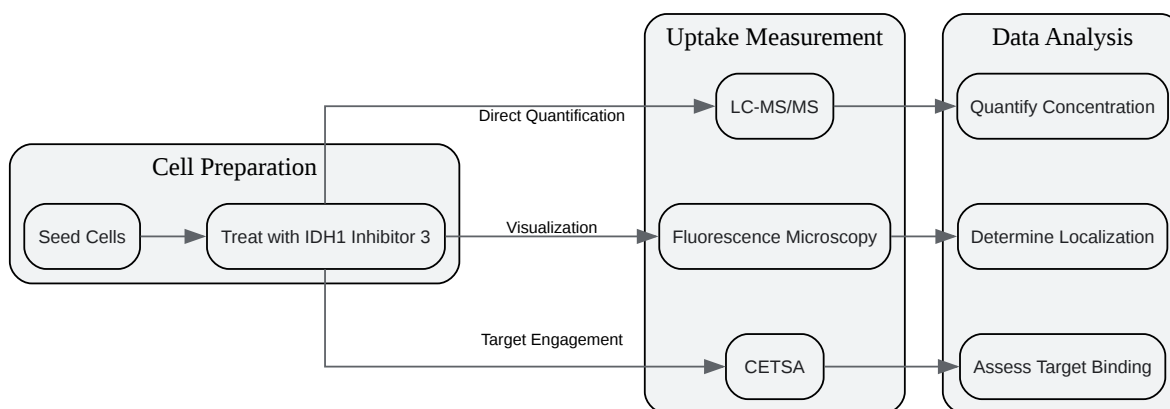 Uptake Measurement
Data Analysis
LC-MS/MS
Quantify Concentration
Direct Quantification
Cell Preparation
Seed Cells
Treat with IDH1 Inhibitor 3
Visualization
Fluorescence Microscopy
Determine Localization
Target Engagement
CETSA
Assess Target Binding